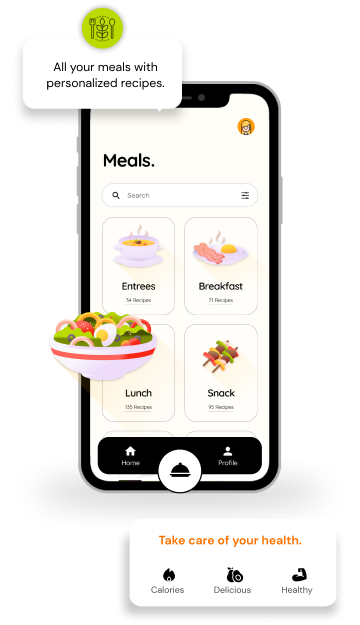 All your meals with
personalized recipes.
Meals.
Search
Entrees
54 Recipes
Breakfast
71 Recipes
Lunch
135 Recipes
Snack
95 Recipes
Home
Profile
Take care of your health.
Calories
Delicious
Healthy